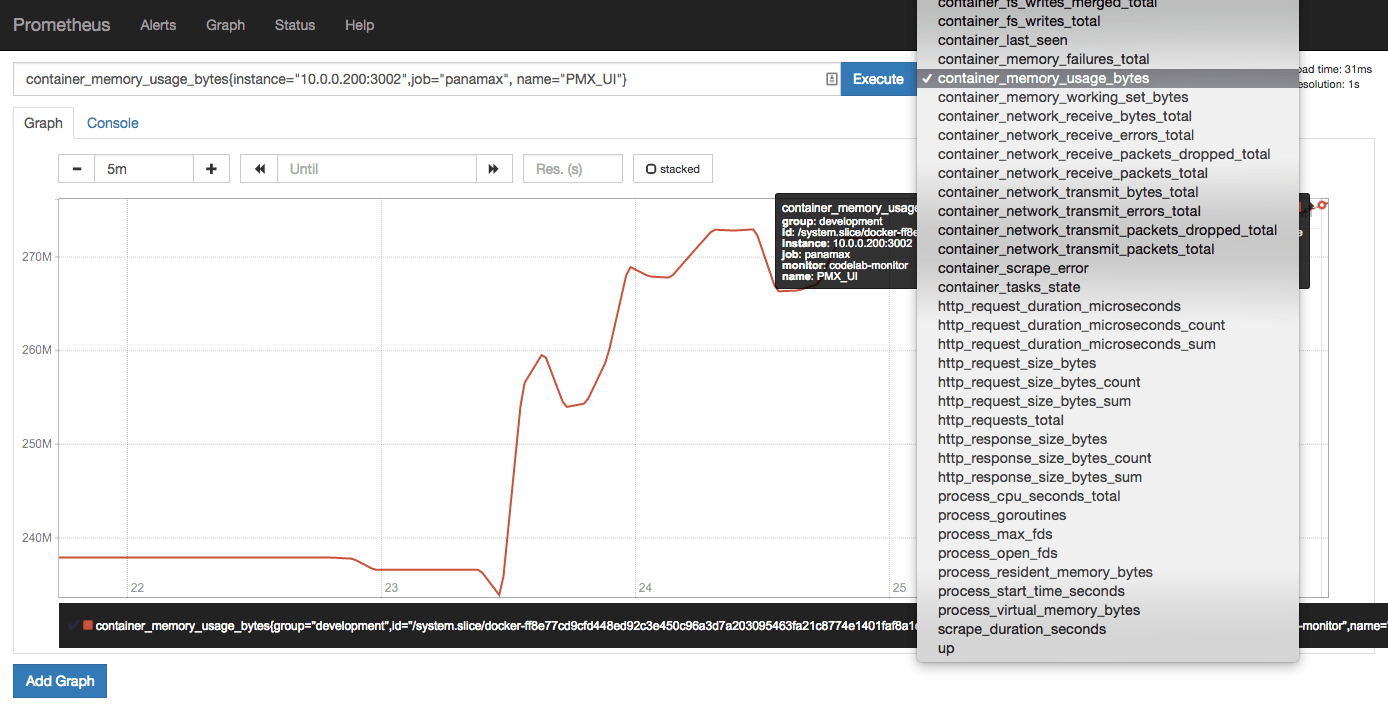 Prometheus Alerts Graph Status Help
container_memory_usage_bytes{instance="10.0.0.200:3002",job="panamax", name="PMX_UI"}
Execute
oad time: 31ms
esolution: 1s
Graph Console
5m
Until
Res. (s)
stacked
270M
260M
250M
240M
22 23 24 25
container_memory_usage
group: development
id: /system.slice/docker-ff8e
instance: 10.0.0.200:3002
job: panamax
monitor: codelab-monitor
name: PMX_UI
container_memory_usage_bytes{group="development",id="/system.slice/docker-ff8e77cd9cfd448ed92c3e450c96a3d7a203095463fa21c8774e1401faf8a1e
-monitor",name="
Add Graph
container_fs_writes_merged_total
container_fs_writes_total
container_last_seen
container_memory_failures_total
✓ container_memory_usage_bytes
container_memory_working_set_bytes
container_network_receive_bytes_total
container_network_receive_errors_total
container_network_receive_packets_dropped_total
container_network_receive_packets_total
container_network_transmit_bytes_total
container_network_transmit_errors_total
container_network_transmit_packets_dropped_total
container_network_transmit_packets_total
container_scrape_error
container_tasks_state
http_request_duration_microseconds
http_request_duration_microseconds_count
http_request_duration_microseconds_sum
http_request_size_bytes
http_request_size_bytes_count
http_request_size_bytes_sum
http_requests_total
http_response_size_bytes
http_response_size_bytes_count
http_response_size_bytes_sum
process_cpu_seconds_total
process_goroutines
process_max_fds
process_open_fds
process_resident_memory_bytes
process_start_time_seconds
process_virtual_memory_bytes
scrape_duration_seconds
up